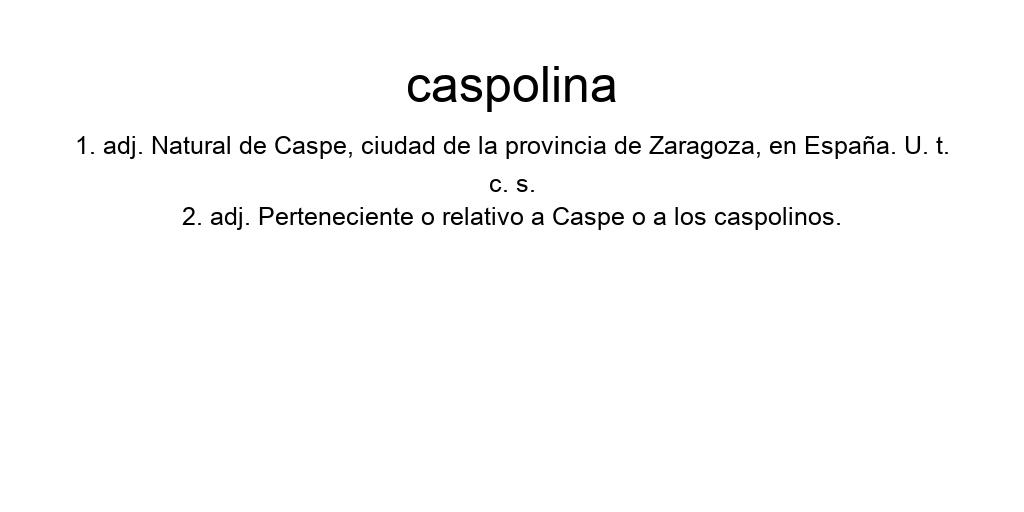 caspolina
1. adj. Natural de Caspe, ciudad de la provincia de Zaragoza, en España. U. t.
c. s.
2. adj. Perteneciente o relativo a Caspe o a los caspolinos.